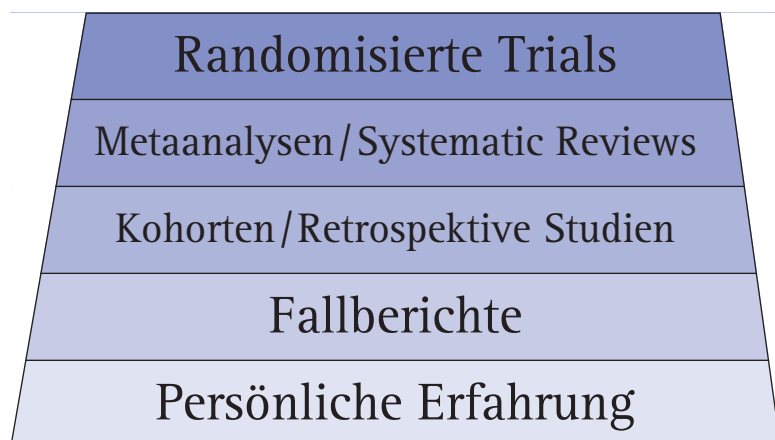 Randomisierte Trials
Metaanalysen/Systematic Reviews
Kohorten/Retrospektive Studien
Fallberichte
Persönliche Erfahrung